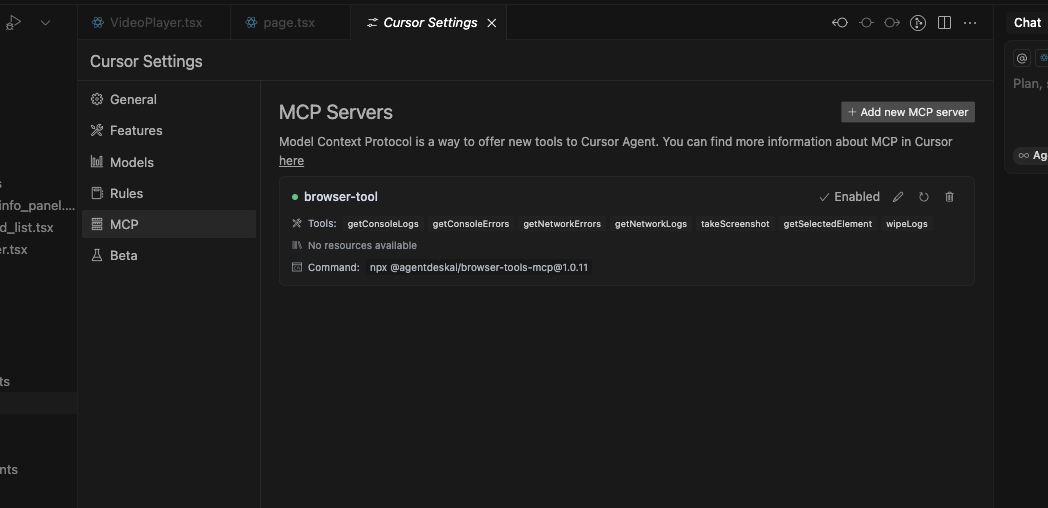 VideoPlayer.tsx
page.tsx
Cursor Settings
Chat
Cursor Settings
General
Features
Models
Rules
MCP
Beta
s
info_panel....
d_list.tsx
er.tsx
ts
nts
MCP Servers
+ Add new MCP server
Model Context Protocol is a way to offer new tools to Cursor Agent. You can find more information about MCP in Cursor
here
browser-tool
Enabled
Tools: getConsoleLogs getConsoleErrors getNetworkErrors getNetworkLogs takeScreenshot getSelectedElement wipeLogs
No resources available
Command: npx @agentdeskai/browser-tools-mcp@1.0.11
@
Plan, s
∞ Ag